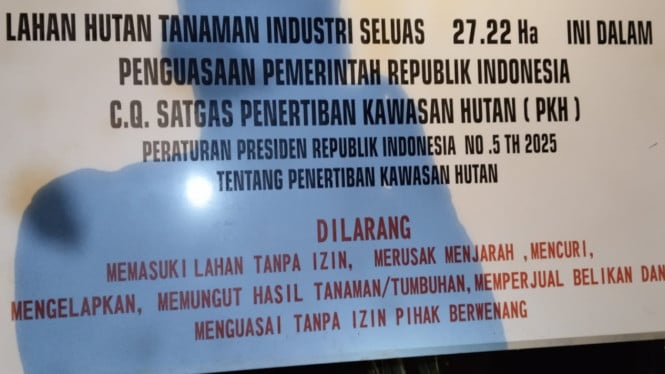 LAHAN HUTAN TANAMAN INDUSTRI SELUAS 27.22 Ha INI DALAM
PENGUASAAN PEMERINTAH REPUBLIK INDONESIA
C.Q. SATGAS PENERTIBAN KAWASAN HUTAN ( PKH )
PERATURAN PRESIDEN REPUBLIK INDONESIA NO .5 TH 2025
TENTANG PENERTIBAN KAWASAN HUTAN
DILARANG
MEMASUKI LAHAN TANPA IZIN, MERUSAK MENJARAH ,MENCURI,
MENGELAPKAN, MEMUNGUT HASIL TANAMAN/TUMBUHAN,MEMPERJUAL BELIKAN DAN
MENGUASAI TANPA IZIN PIHAK BERWENANG